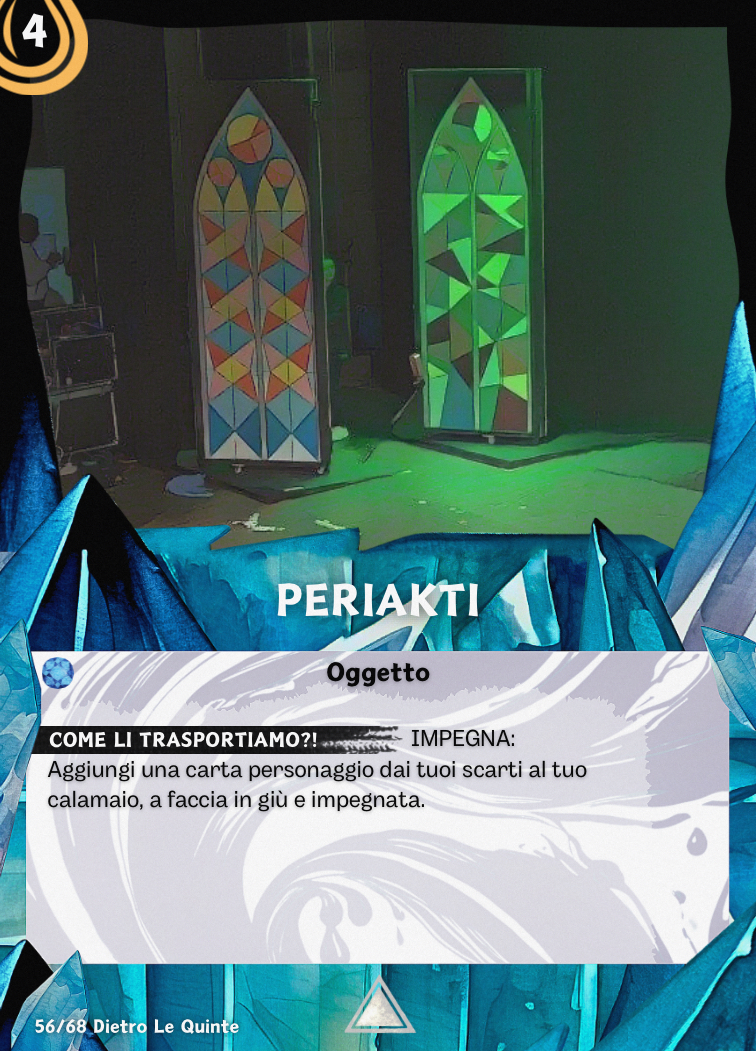 4
PERIAKTI
Oggetto
COME LI TRASPORTIAMO?! IMPEGNA:
Aggiungi una carta personaggio dai tuoi scarti al tuo
calamaio, a faccia in giù e impegnata.
56/68 Dietro Le Quinte